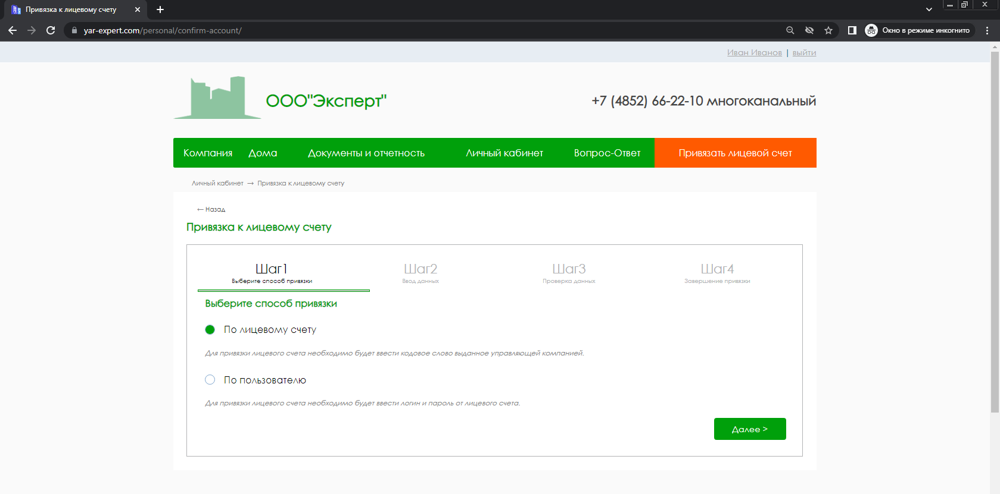 Привязка к лицевому счету
yar-expert.com/personal/confirm-account/
Окно в режиме инкогнито
Иван Иванов | выйти
ООО"Эксперт"
+7 (4852) 66-22-10 многоканальный
Компания Дома Документы и отчетность Личный кабинет Вопрос-Ответ Привязать лицевой счет
Личный кабинет → Привязка к лицевому счету
← Назад
Привязка к лицевому счету
Шаг1 Шаг2 Шаг3 Шаг4
Выберите способ привязки Ввод данных Проверка данных Завершение привязки
Выберите способ привязки
По лицевому счету
Для привязки лицевого счета необходимо будет ввести кодовое слово выданное управляющей компанией.
По пользователю
Для привязки лицевого счета необходимо будет ввести логин и пароль от лицевого счета.
Далее >